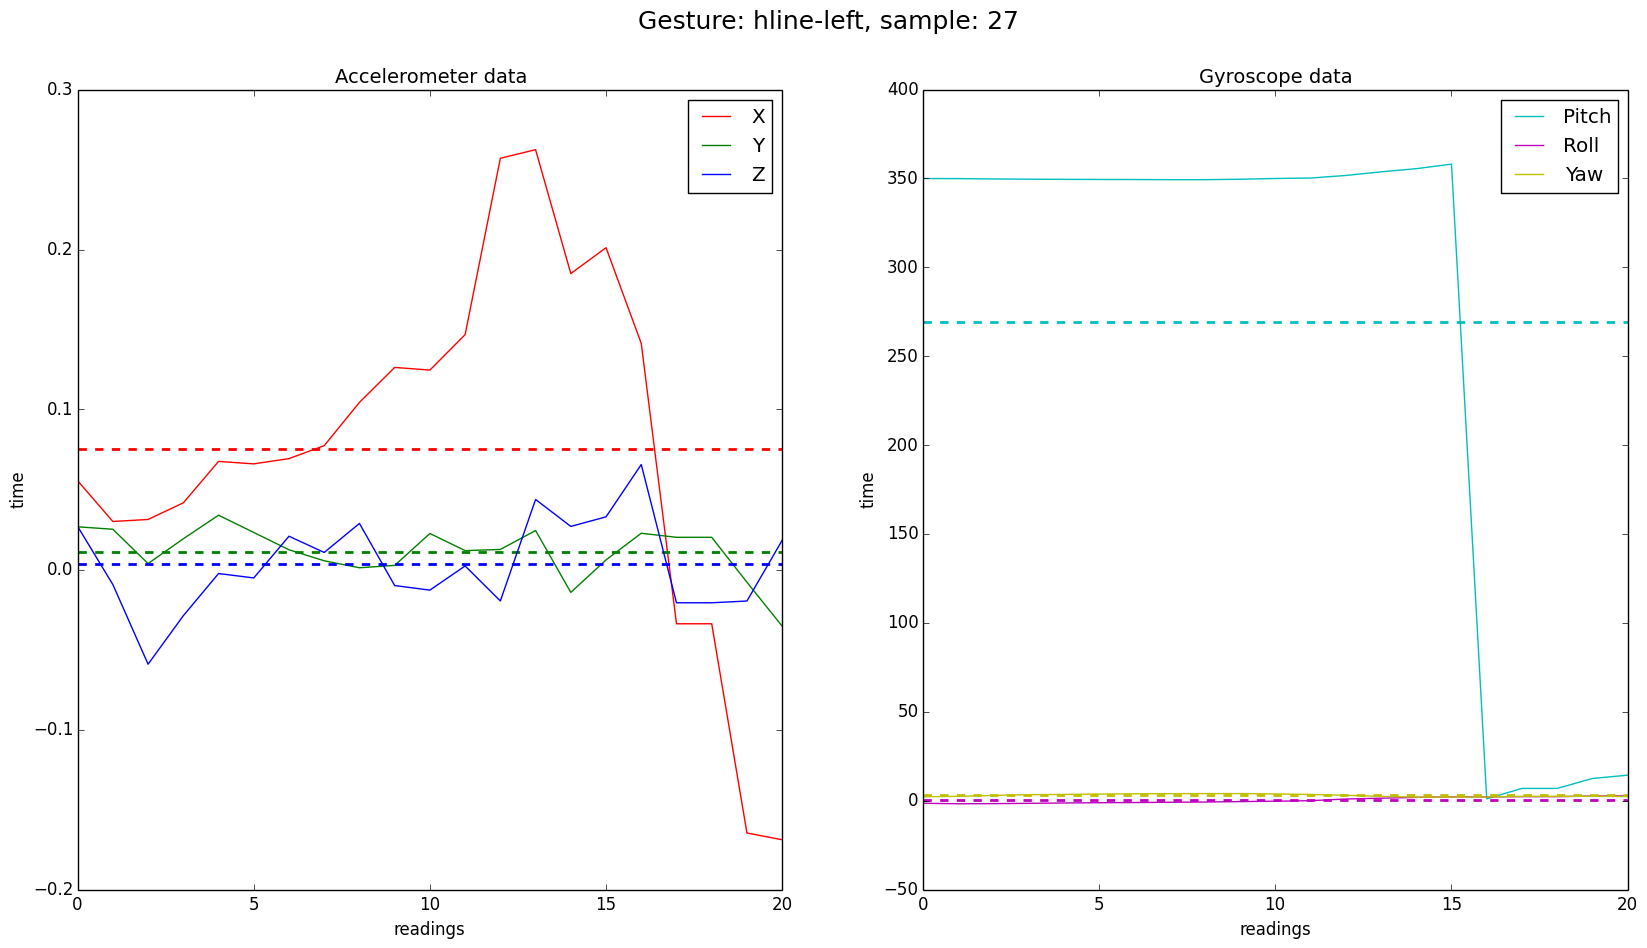 Gesture: hline-left, sample: 27
Accelerometer data
0.3
0.2
0.1
0.0
−0.1
−0.2
0 5 10 15 20
time
readings
X
Y
Z
Gyroscope data
400
350
300
250
200
150
100
50
0
−50
0 5 10 15 20
time
readings
Pitch
Roll
Yaw